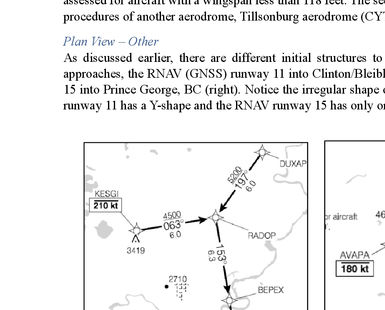 assessed for aircraft with a wingspan less than 118 feet. The sec
procedures of another aerodrome, Tillsonburg aerodrome (CY
Plan View – Other
As discussed earlier, there are different initial structures to
approaches, the RNAV (GNSS) runway 11 into Clinton/Bleibl
15 into Prince George, BC (right). Notice the irregular shape o
runway 11 has a Y-shape and the RNAV runway 15 has only on
DUXAP
5200
197°
6.0
KESGI
210 kt
4500
063°
6.0
3419
RADOP
153°
6.3
2710
BEPEX
or aircraft
46
AVAPA
180 kt